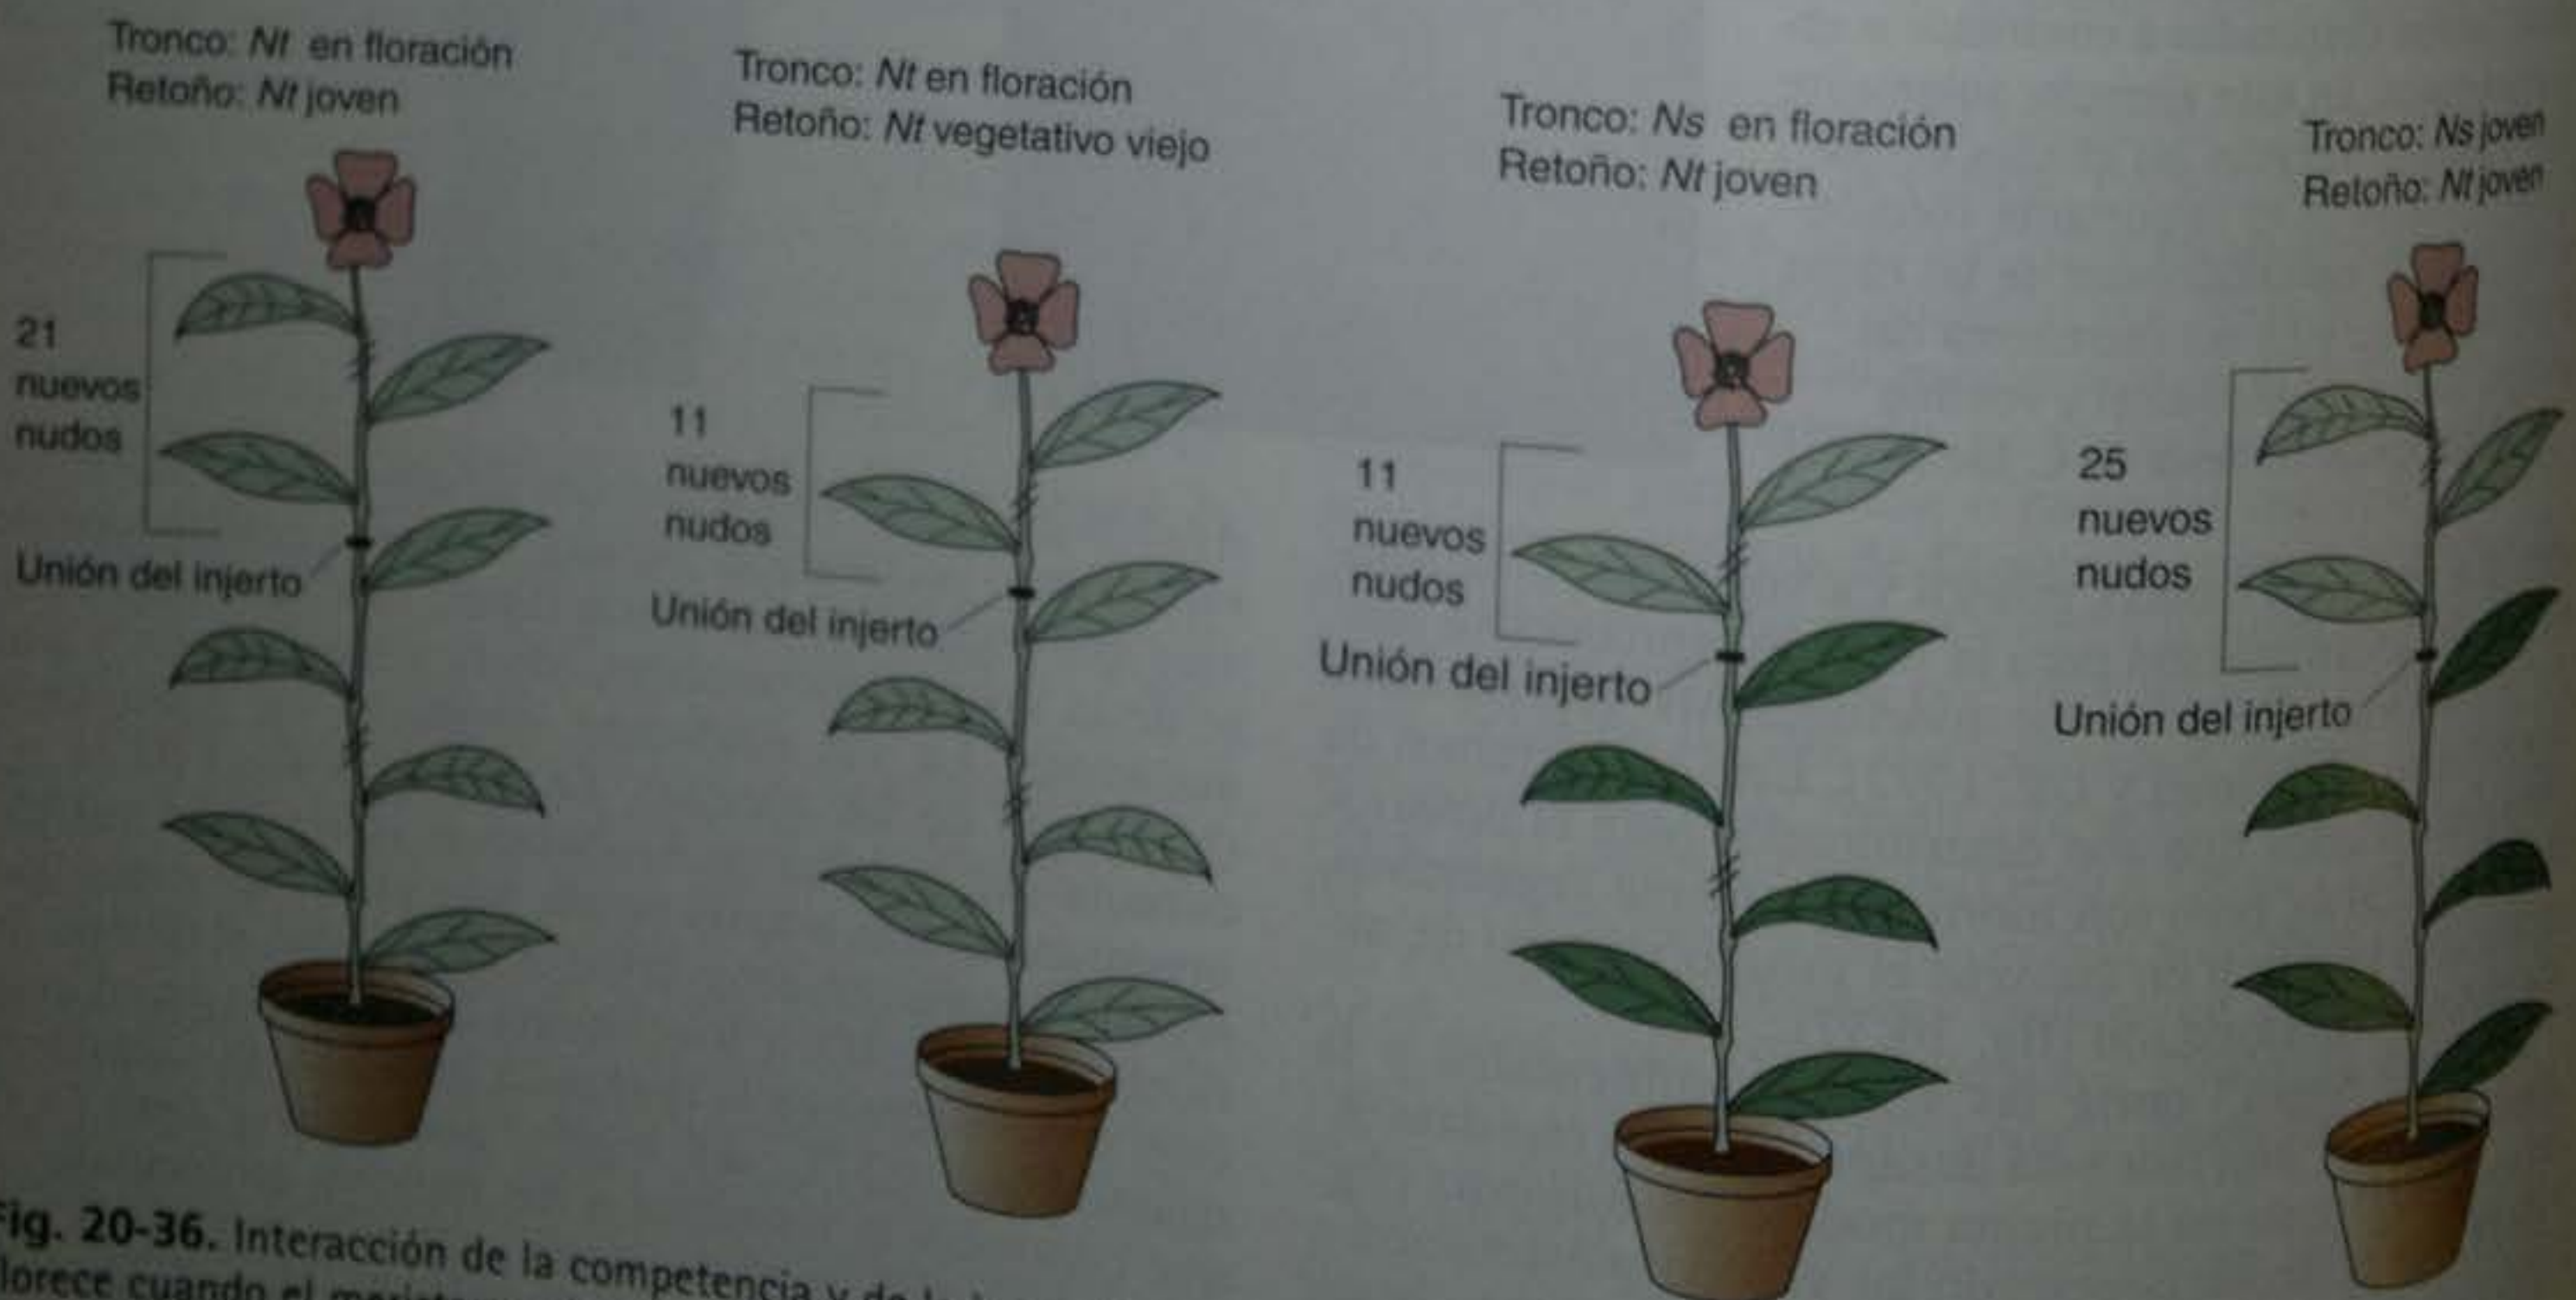 Tronco: Nt en floración
Retoño: Nt joven
21
nuevos
nudos
Unión del injerto
Tronco: Nt en floración
Retoño: Nt vegetativo viejo
11
nuevos
nudos
Unión del injerto
Tronco: Ns en floración
Retoño: Nt joven
11
nuevos
nudos
Unión del injerto
Tronco: Ns joven
Retoño: Nt joven
25
nuevos
nudos
Unión del injerto
Fig. 20-36. Interacción de la competencia y de
florece cuando el